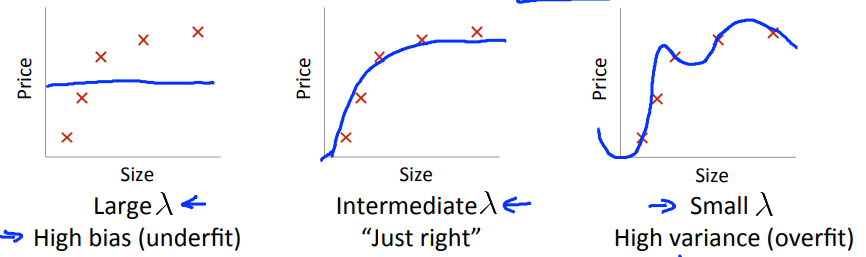 Price
Size
Large λ
High bias (underfit)
Price
Size
Intermediate λ
"Just right"
Price
Size
Small λ
High variance (overfit)